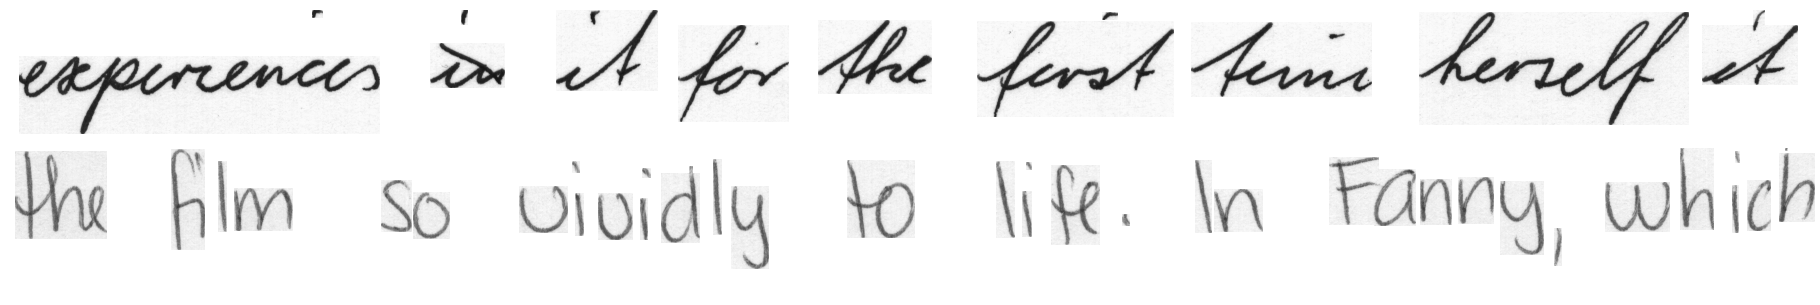 experiences in it for the first time herself it
the film so vividly to life. In Fanny, which